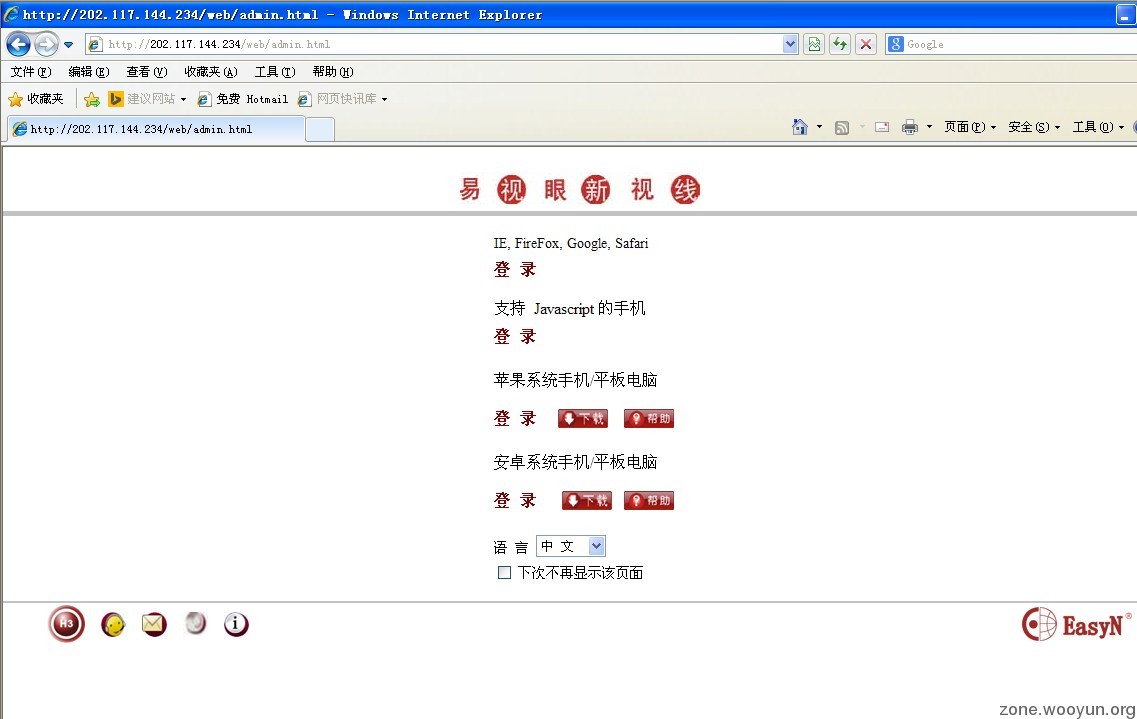 http://202.117.144.234/web/admin.html - Windows Internet Explorer
http://202.117.144.234/web/admin.html Google
文件(F) 编辑(E) 查看(V) 收藏夹(A) 工具(T) 帮助(H)
收藏夹 建议网站 免费 Hotmail 网页快讯库
http://202.117.144.234/web/admin.html 页面(P) 安全(S) 工具(O)
易视眼新视线
IE, FireFox, Google, Safari
登 录
支持 Javascript 的手机
登 录
苹果系统手机/平板电脑
登 录 下载 帮助
安卓系统手机/平板电脑
登 录 下载 帮助
语 言 中 文
下次不再显示该页面
H3 EasyN®
zone.wooyun.org